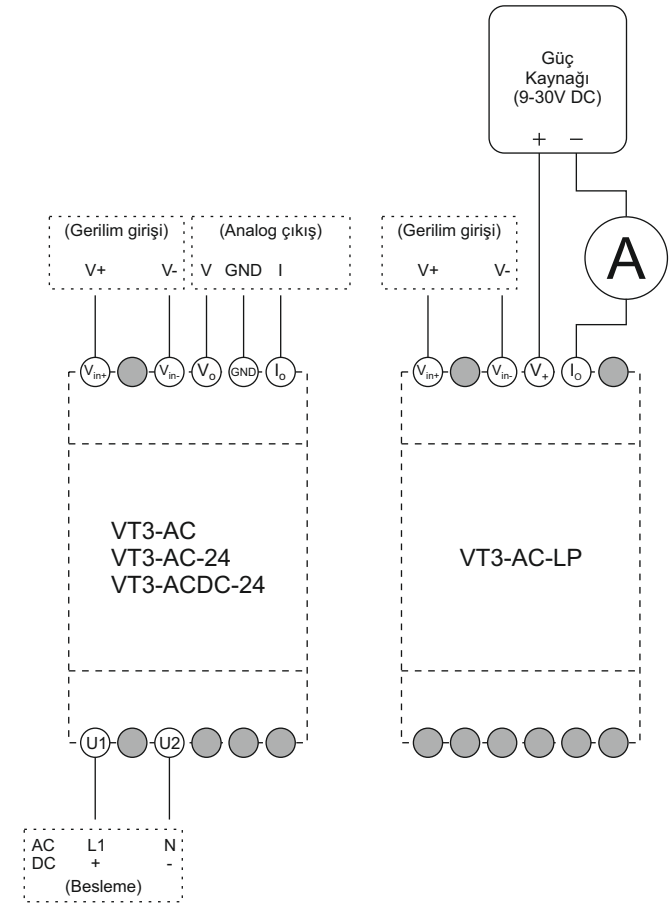 Güç
Kaynağı
(9-30V DC)
+ −
(Gerilim girişi)
V+ V-
(Analog çıkış)
V GND I
(Gerilim girişi)
V+ V-
A
Vin+ Vin- Vo GND Io
Vin+ Vin- V+ IO
VT3-AC
VT3-AC-24
VT3-ACDC-24
VT3-AC-LP
U1 U2
AC L1 N
DC + -
(Besleme)